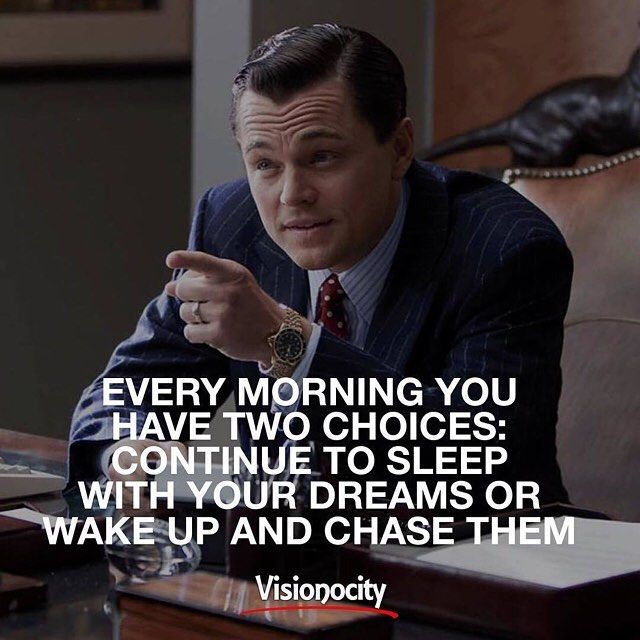 EVERY MORNING YOU
HAVE TWO CHOICES:
CONTINUE TO SLEEP
WITH YOUR DREAMS OR
WAKE UP AND CHASE THEM
Visionocity